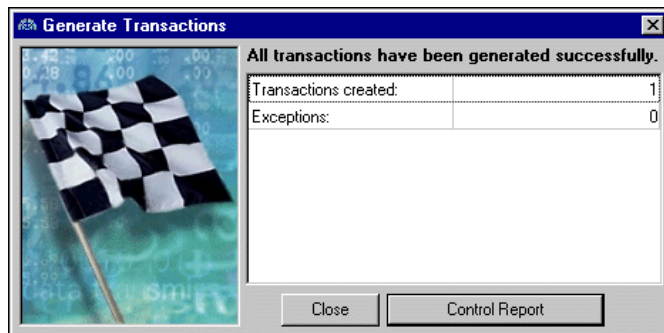 Generate Transactions
All transactions have been generated successfully.
Transactions created: 1
Exceptions: 0
Close Control Report